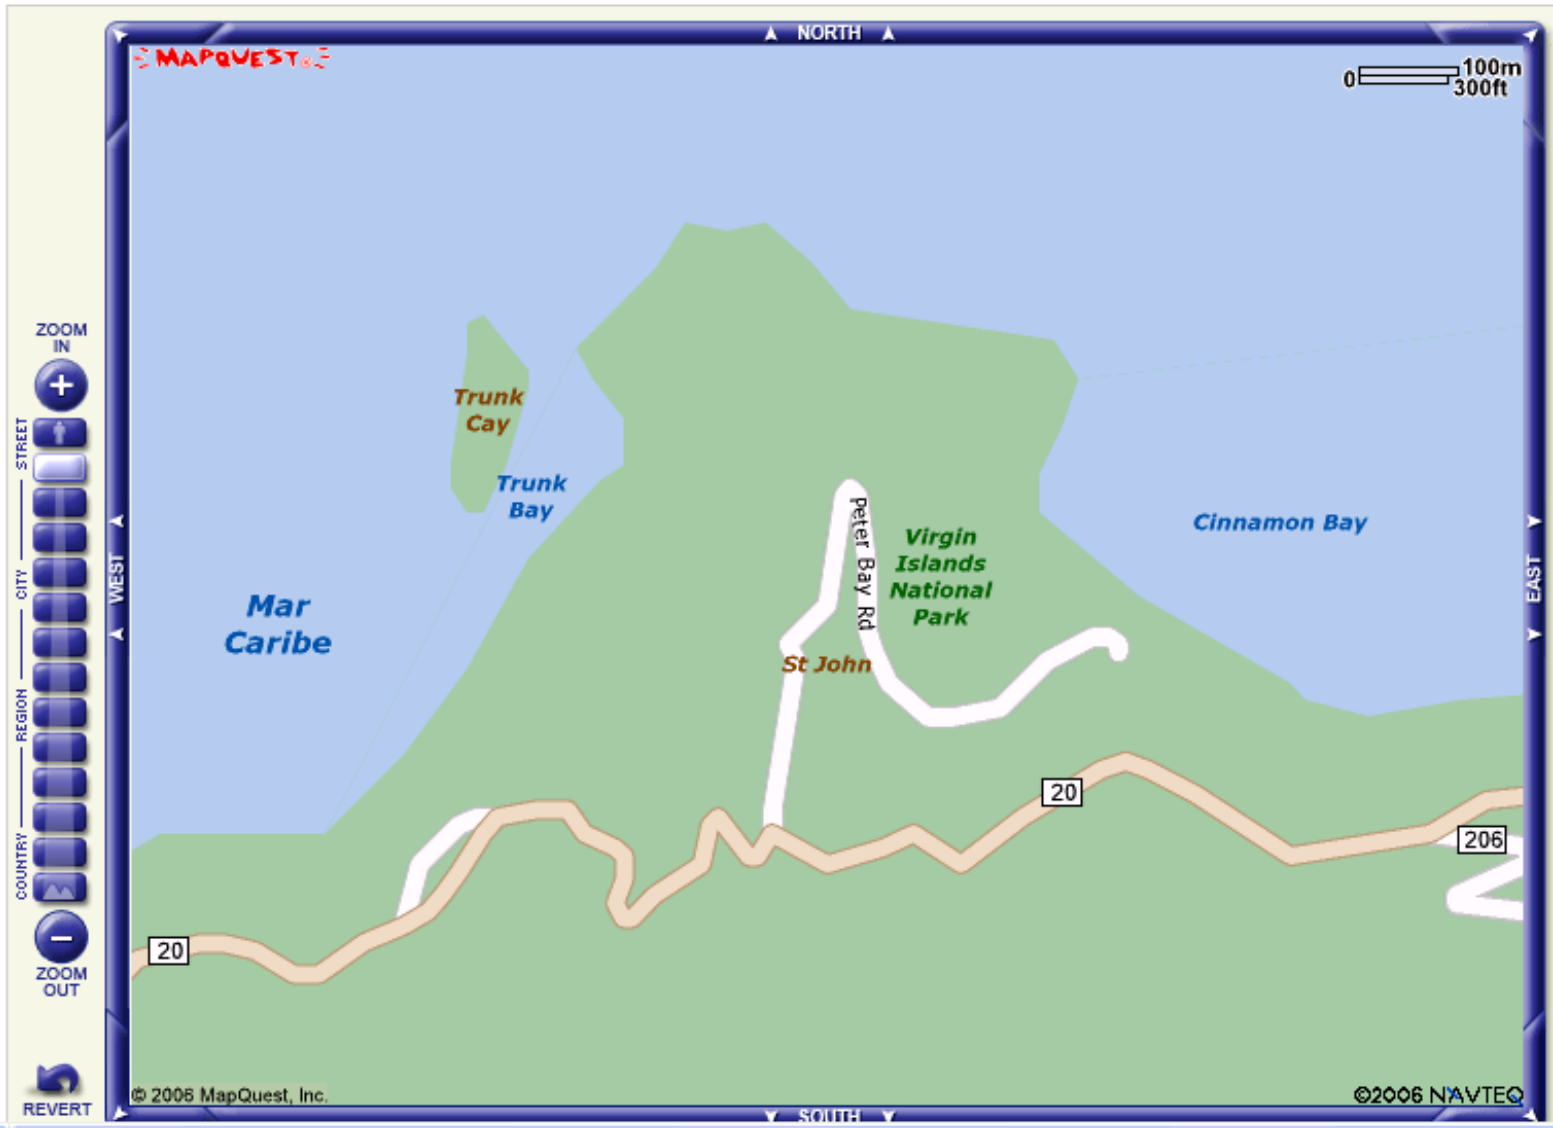 NORTH
MAPQUEST®
100m
0
300ft
ZOOM
IN
STREET
CITY
REGION
COUNTRY
ZOOM
OUT
REVERT
WEST
EAST
Trunk
Cay
Trunk
Bay
Mar
Caribe
Peter Bay Rd
Virgin
Islands
National
Park
St John
Cinnamon Bay
20
206
20
© 2006 MapQuest, Inc.
©2006 NAVTEQ
SOUTH